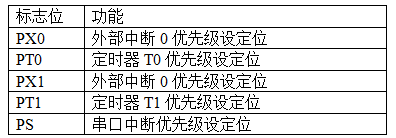 标志位 功能
PX0 外部中断 0 优先级设定位
PT0 定时器 T0 优先级设定位
PX1 外部中断 0 优先级设定位
PT1 定时器 T1 优先级设定位
PS 串口中断优先级设定位